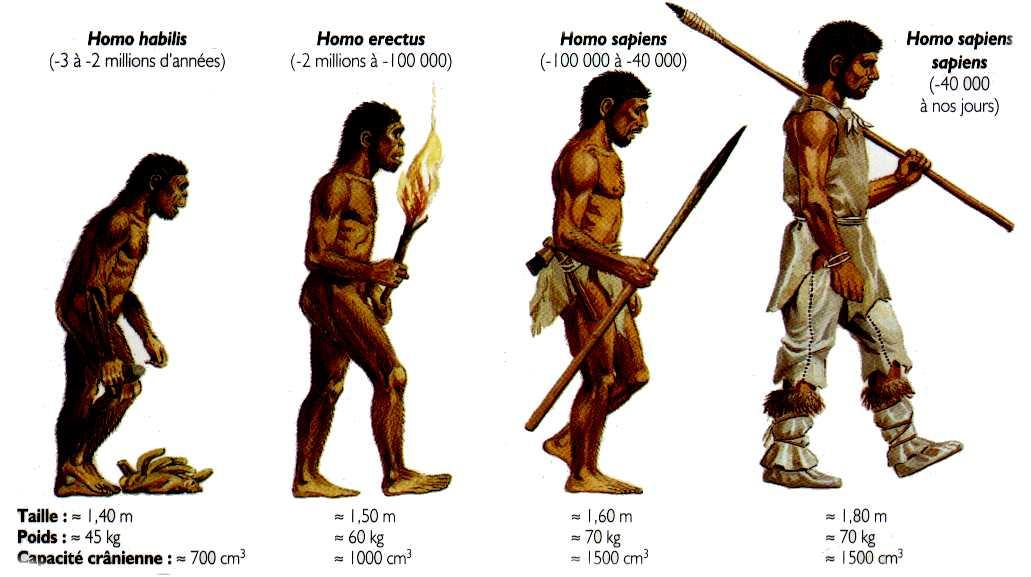 Homo habilis
(-3 à -2 millions d'années)
Homo erectus
(-2 millions à -100 000)
Homo sapiens
(-100 000 à -40 000)
Homo sapiens
sapiens
(-40 000
à nos jours)
Taille : ≈ 1,40 m
≈ 1,50 m
≈ 1,60 m
≈ 1,80 m
Poids : ≈ 45 kg
≈ 60 kg
≈ 70 kg
≈ 70 kg
Capacité crânienne : ≈ 700 cm³
≈ 1000 cm³
≈ 1500 cm³
≈ 1500 cm³